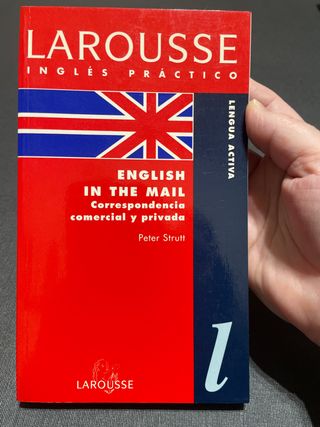 LAROUSSE
INGLÉS PRÁCTICO
LENGUA ACTIVA
ENGLISH
IN THE MAIL
Correspondencia
comercial y privada
Peter Strutt
l
LAROUSSE